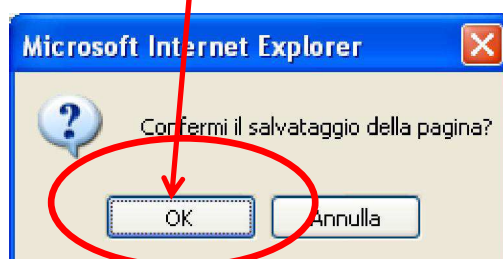 Microsoft Internet Explorer
Confermi il salvataggio della pagina?
OK
Annulla